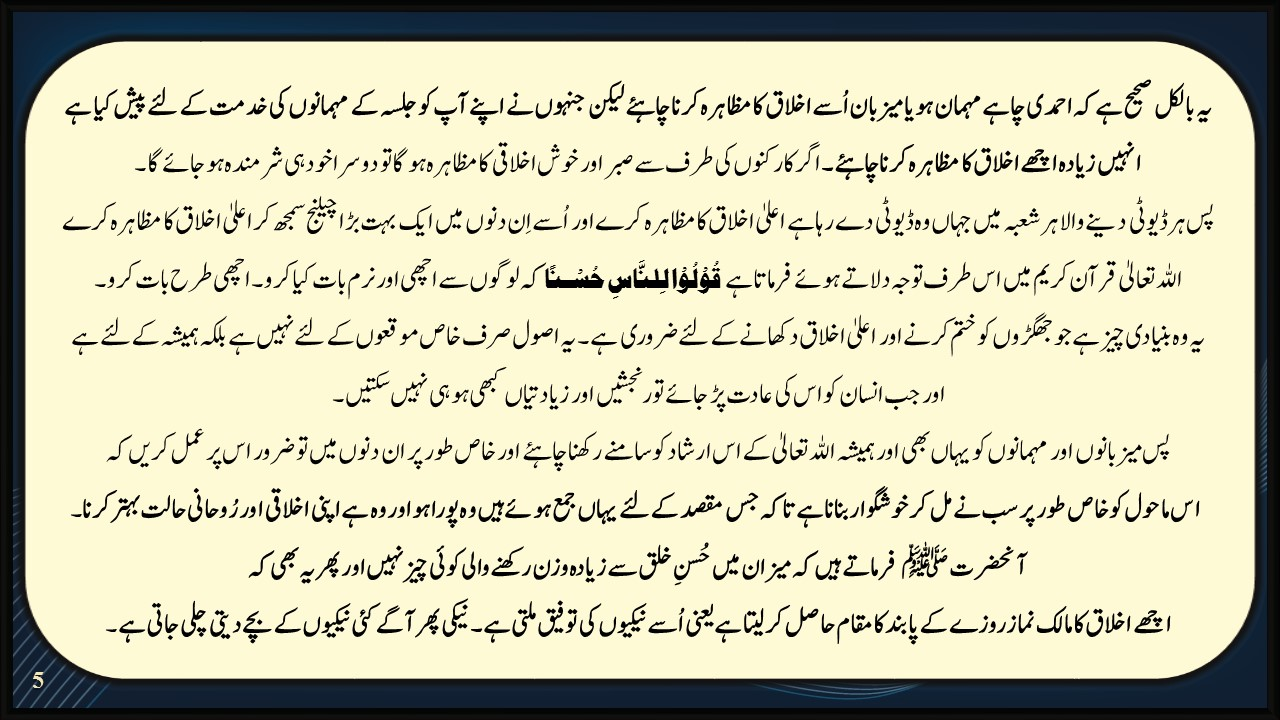 یہ بالکل صحیح ہے کہ احمدی چاہے مہمان ہو یا میزبان اُسے اخلاق کا مظاہرہ کرنا چاہئے لیکن جنہوں نے اپنے آپ کو جلسہ کے مہمانوں کی خدمت کے لئے پیش کیا ہے
انہیں زیادہ اچھے اخلاق کا مظاہرہ کرنا چاہئے۔ اگر کارکنوں کی طرف سے صبر اور خوش اخلاقی کا مظاہرہ ہو گا تو دوسرا خود ہی شرمندہ ہو جائے گا۔
پس ہر ڈیوٹی دینے والا ہر شعبہ میں جہاں وہ ڈیوٹی دے رہا ہے اعلیٰ اخلاق کا مظاہرہ کرے اور اُسے اِن دنوں میں ایک بہت بڑا چیلنج سمجھ کر اعلیٰ اخلاق کا مظاہرہ کرے
اللہ تعالیٰ قرآن کریم میں اس طرف توجہ دلاتے ہوئے فرماتا ہے قُوْلُوْا لِلنَّاسِ حُسْنًا کہ لوگوں سے اچھی اور نرم بات کیا کرو۔ اچھی طرح بات کرو۔
یہ وہ بنیادی چیز ہے جو جھگڑوں کو ختم کرنے اور اعلیٰ اخلاق دکھانے کے لئے ضروری ہے۔ یہ اصول صرف خاص موقعوں کے لئے نہیں ہے بلکہ ہمیشہ کے لئے ہے
اور جب انسان کو اس کی عادت پڑ جائے تو رنجشیں اور زیادتیاں کبھی ہو ہی نہیں سکتیں۔
پس میزبانوں اور مہمانوں کو یہاں بھی اور ہمیشہ اللہ تعالیٰ کے اس ارشاد کو سامنے رکھنا چاہئے اور خاص طور پر ان دنوں میں تو ضرور اس پر عمل کریں کہ
اس ماحول کو خاص طور پر سب نے مل کر خوشگوار بنانا ہے تاکہ جس مقصد کے لئے یہاں جمع ہوئے ہیں وہ پورا ہو اور وہ ہے اپنی اخلاقی اور رُوحانی حالت بہتر کرنا۔
آنحضرت ﷺ فرماتے ہیں کہ میزان میں حُسنِ خلق سے زیادہ وزن رکھنے والی کوئی چیز نہیں اور پھر یہ بھی کہ
اچھے اخلاق کا مالک نماز روزے کے پابند کا مقام حاصل کر لیتا ہے یعنی اُسے نیکیوں کی توفیق ملتی ہے۔ نیکی پھر آگے کئی نیکیوں کے بچے دیتی چلی جاتی ہے۔
5